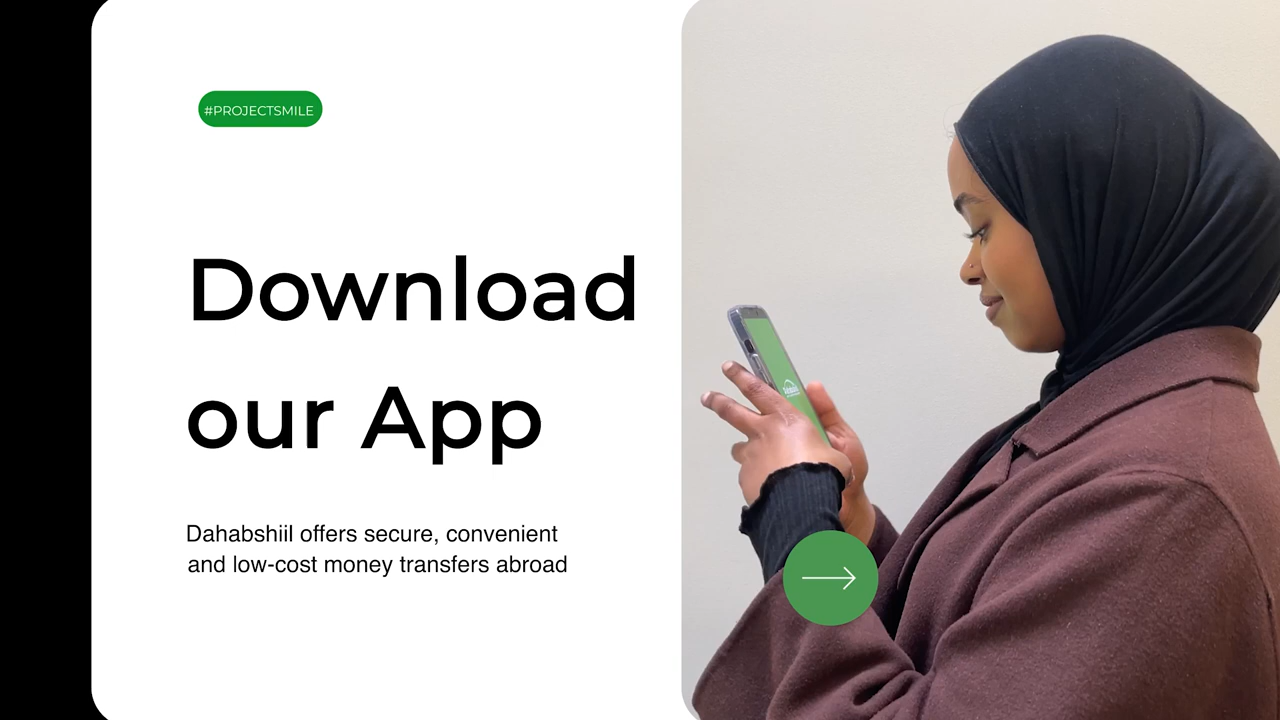 #PROJECTSMILE
Download
our App
Dahabshiil offers secure, convenient
and low-cost money transfers abroad